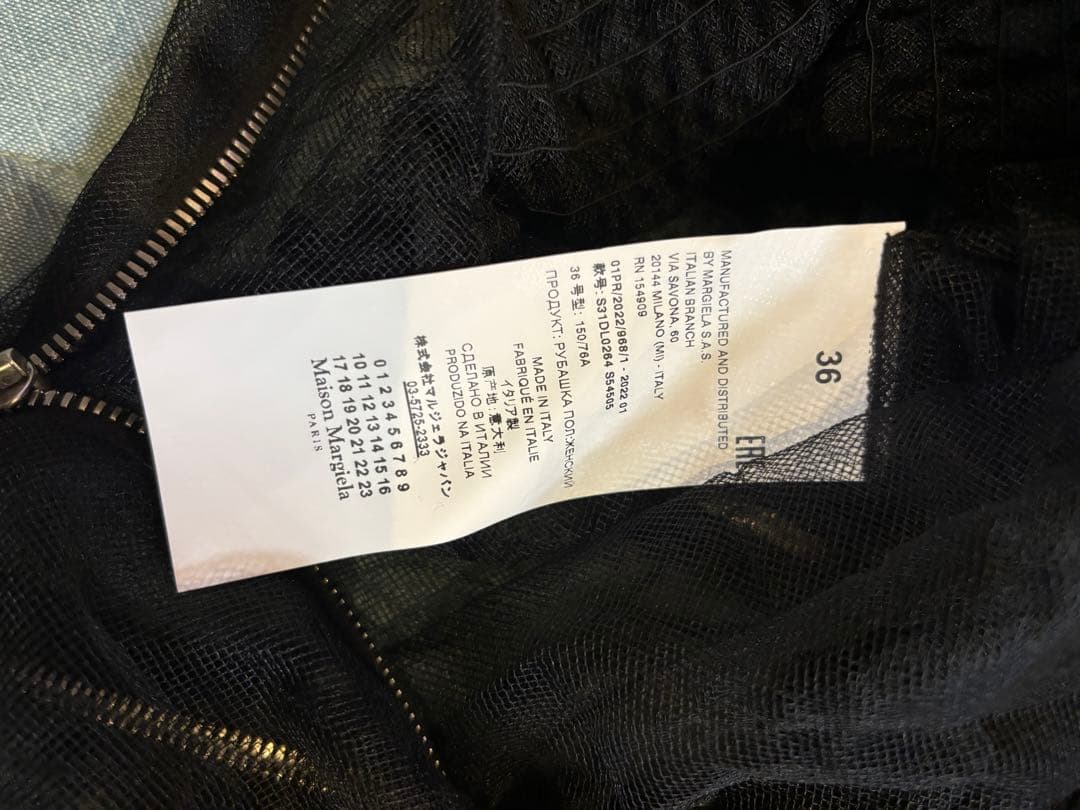 36
EAC
MANUFACTURED AND DISTRIBUTED
BY MARGIELA S.A.S.
ITALIAN BRANCH
VIA SAVONA, 60
20144 MILANO (MI) - ITALY
RN 154909
01PR/2022/968/1 - 2022 01
款号: S31DL0264 S54505
36 号型: 150/76A
ПРОДУКТ: РУБАШКА ПОЛ:ЖЕНСКИЙ
MADE IN ITALY
FABRIQUÉ EN ITALIE
イタリア製
原产地: 意大利
СДЕЛАНО В ИТАЛИИ
PRODUZIDO NA ITALIA
株式会社マルジェラジャパン
03-5725-2333
0 1 2 3 4 5 6 7 8 9
10 11 12 13 14 15 16
17 18 19 20 21 22 23
Maison Margiela
PARIS